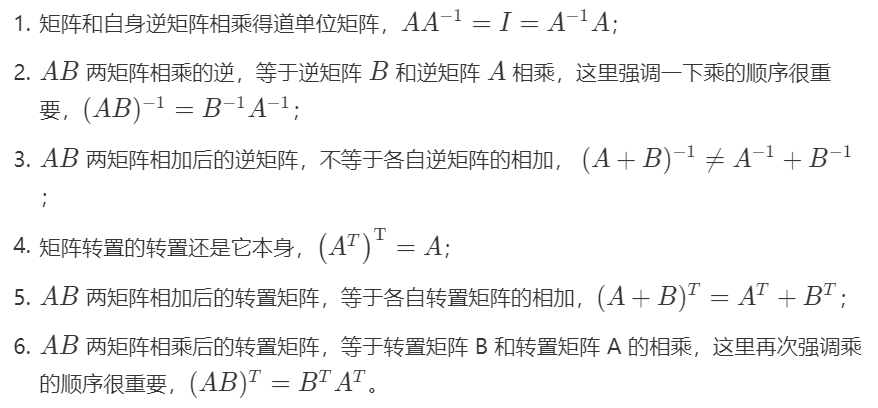 1. 矩阵和自身逆矩阵相乘得道单位矩阵，$AA^{-1} = I = A^{-1}A$；
2. $AB$ 两矩阵相乘的逆，等于逆矩阵 $B$ 和逆矩阵 $A$ 相乘，这里强调一下乘的顺序很重
要，$(AB)^{-1} = B^{-1}A^{-1}$；
3. $AB$ 两矩阵相加后的逆矩阵，不等于各自逆矩阵的相加， $(A + B)^{-1} \neq A^{-1} + B^{-1}$
；
4. 矩阵转置的转置还是它本身，$\left(A^T\right)^{\mathrm{T}} = A$；
5. $AB$ 两矩阵相加后的转置矩阵，等于各自转置矩阵的相加，$(A + B)^T = A^T + B^T$；
6. $AB$ 两矩阵相乘后的转置矩阵，等于转置矩阵 B 和转置矩阵 A 的相乘，这里再次强调乘
的顺序很重要，$(AB)^T = B^T A^T$。